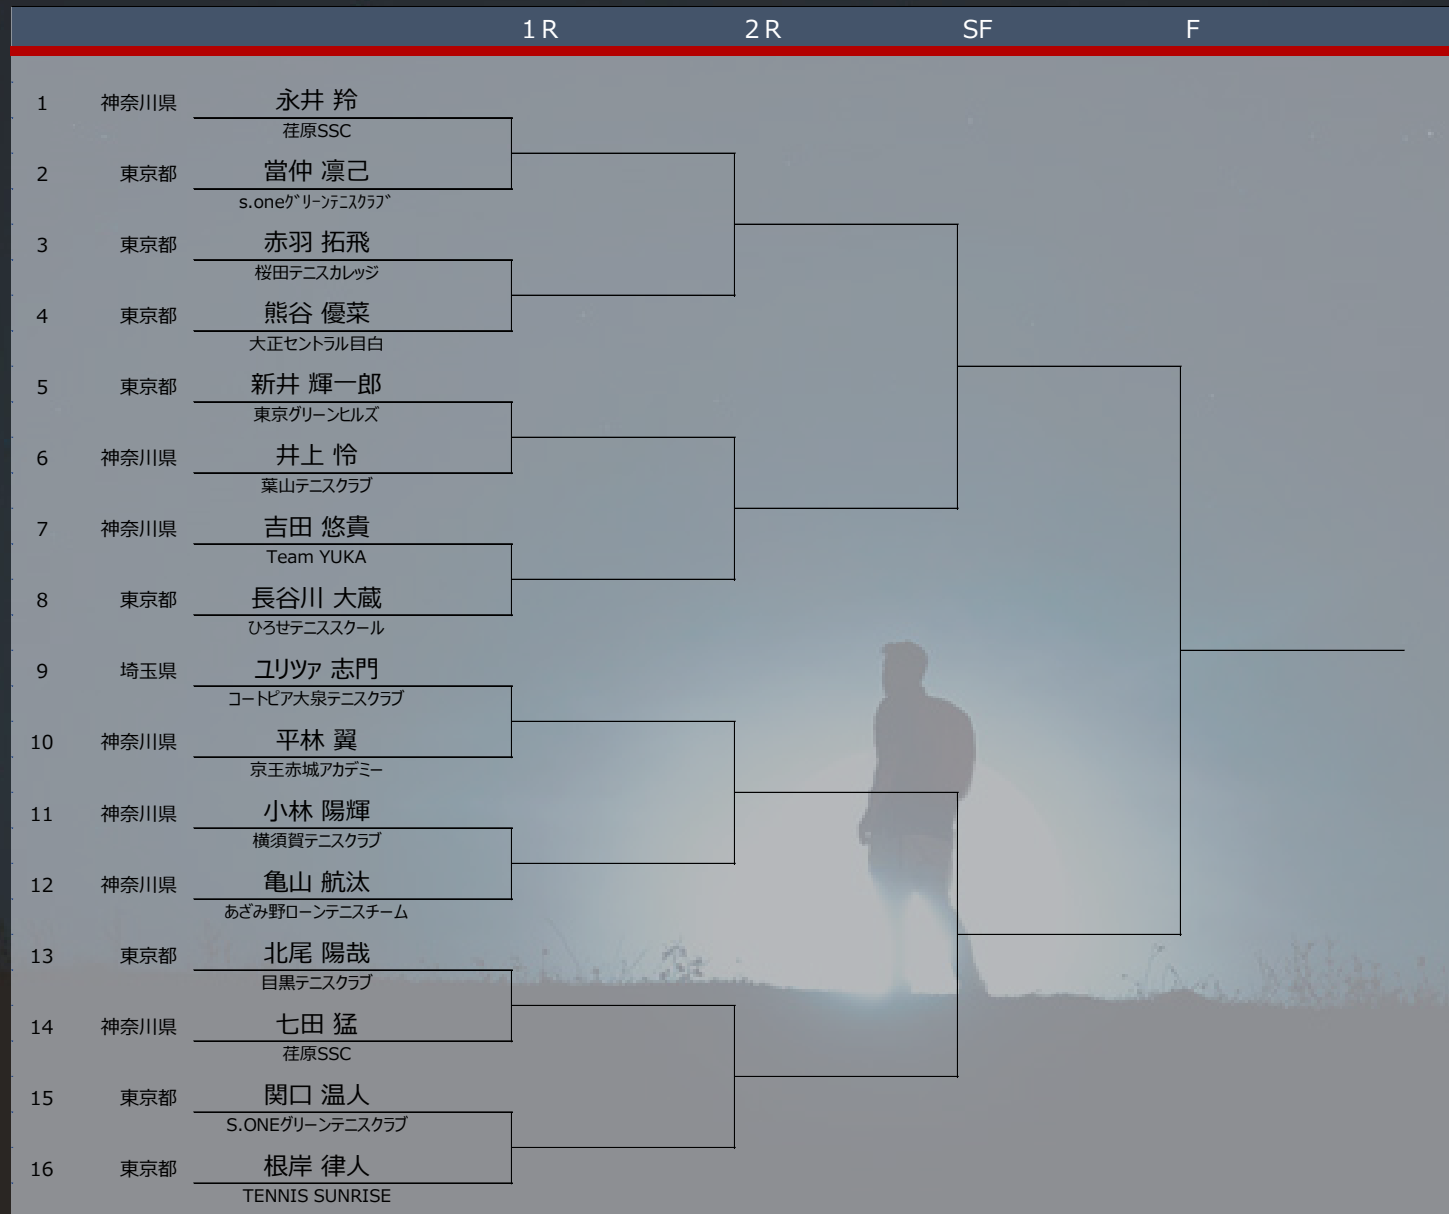 1R 2R SF F
1 神奈川県 永井 羚
荏原SSC
2 東京都 當仲 凛己
s.oneｸﾞﾘｰﾝﾃﾆｽｸﾗﾌﾞ
3 東京都 赤羽 拓飛
桜田テニスカレッジ
4 東京都 熊谷 優菜
大正セントラル目白
5 東京都 新井 輝一郎
東京グリーンヒルズ
6 神奈川県 井上 怜
葉山テニスクラブ
7 神奈川県 吉田 悠貴
Team YUKA
8 東京都 長谷川 大蔵
ひろせテニススクール
9 埼玉県 ユリツァ 志門
コートピア大泉テニスクラブ
10 神奈川県 平林 翼
京王赤城アカデミー
11 神奈川県 小林 陽輝
横須賀テニスクラブ
12 神奈川県 亀山 航汰
あざみ野ローンテニスチーム
13 東京都 北尾 陽哉
目黒テニスクラブ
14 神奈川県 七田 猛
荏原SSC
15 東京都 関口 温人
S.ONEグリーンテニスクラブ
16 東京都 根岸 律人
TENNIS SUNRISE